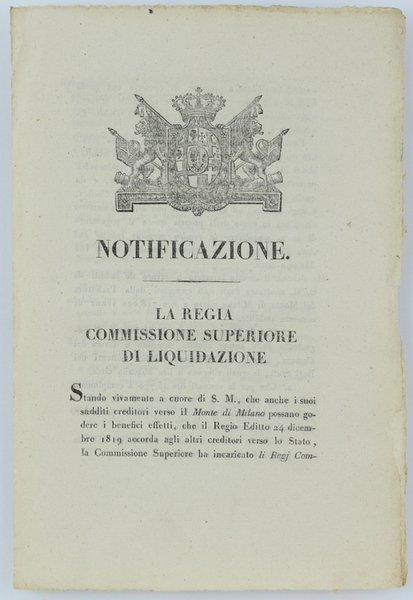 NOTIFICAZIONE.
LA REGIA
COMMISSIONE SUPERIORE
DI LIQUIDAZIONE
Stando vivamente a cuore di S. M., che anche i suoi
sudditi creditori verso il Monte di Milano possano go-
dere i benefici effetti, che il Regio Editto 24 dicem-
bre 1819 accorda agli altri creditori verso lo Stato,
la Commissione Superiore ha incaricato li Regj Com-